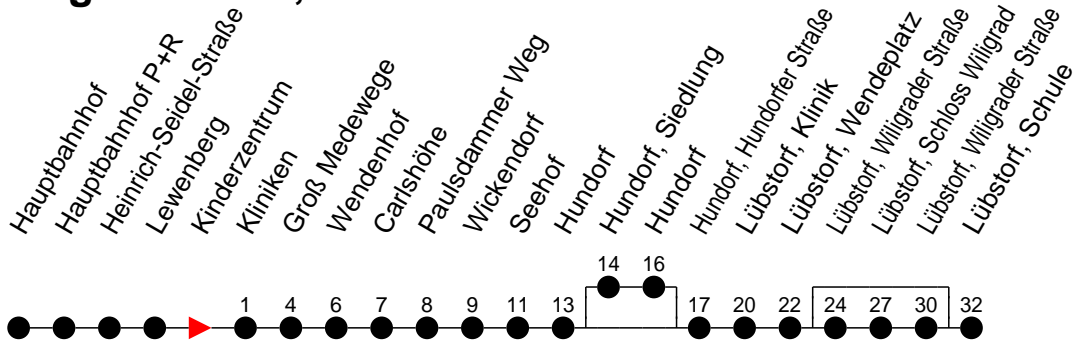 Hauptbahnhof
Hauptbahnhof P+R
Heinrich-Seidel-Straße
Lewenberg
Kinderzentrum
Kliniken
Groß Medewege
Wendenhof
Carlshöhe
Paulsdammer Weg
Wickendorf
Seehof
Hundorf
Hundorf, Siedlung
Hundorf
Hundorf, Hundorfer Straße
Lübstorf, Klinik
Lübstorf, Wendeplatz
Lübstorf, Wiligrader Straße
Lübstorf, Schloss Wiligrad
Lübstorf, Wiligrader Straße
Lübstorf, Schule
14 16
1 4 6 7 8 9 11 13 17 20 22 24 27 30 32